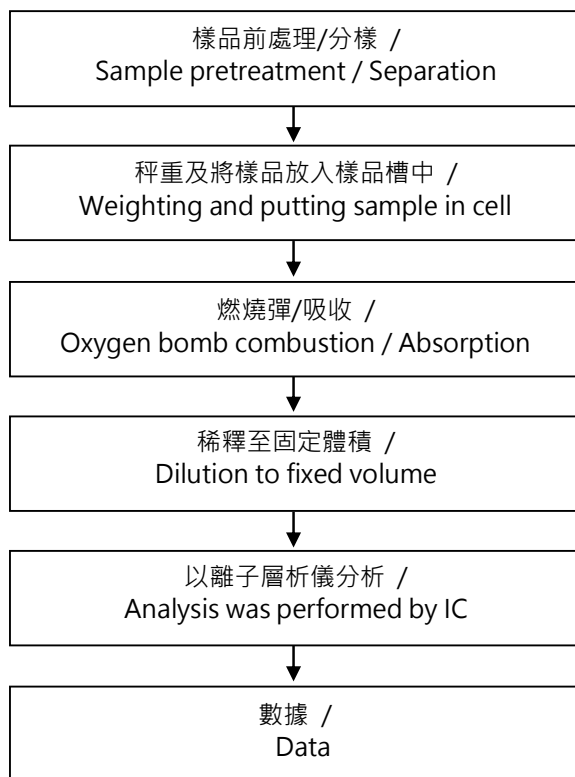 樣品前處理/分樣 /
Sample pretreatment / Separation
秤重及將樣品放入樣品槽中 /
Weighting and putting sample in cell
燃燒彈/吸收 /
Oxygen bomb combustion / Absorption
稀釋至固定體積 /
Dilution to fixed volume
以離子層析儀分析 /
Analysis was performed by IC
數據 /
Data